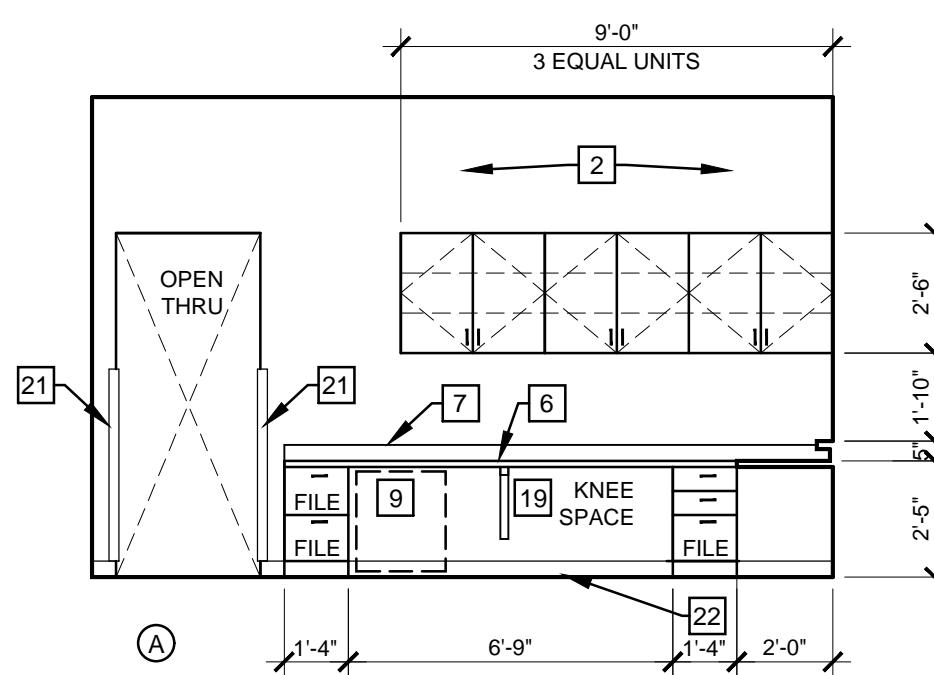 9'-0"
3 EQUAL UNITS
2
OPEN
THRU
2'-6"
21
21
7
6
1'-10"
5"
FILE
9
19
KNEE
SPACE
FILE
FILE
2'-5"
22
A
1'-4"
6'-9"
1'-4"
2'-0"